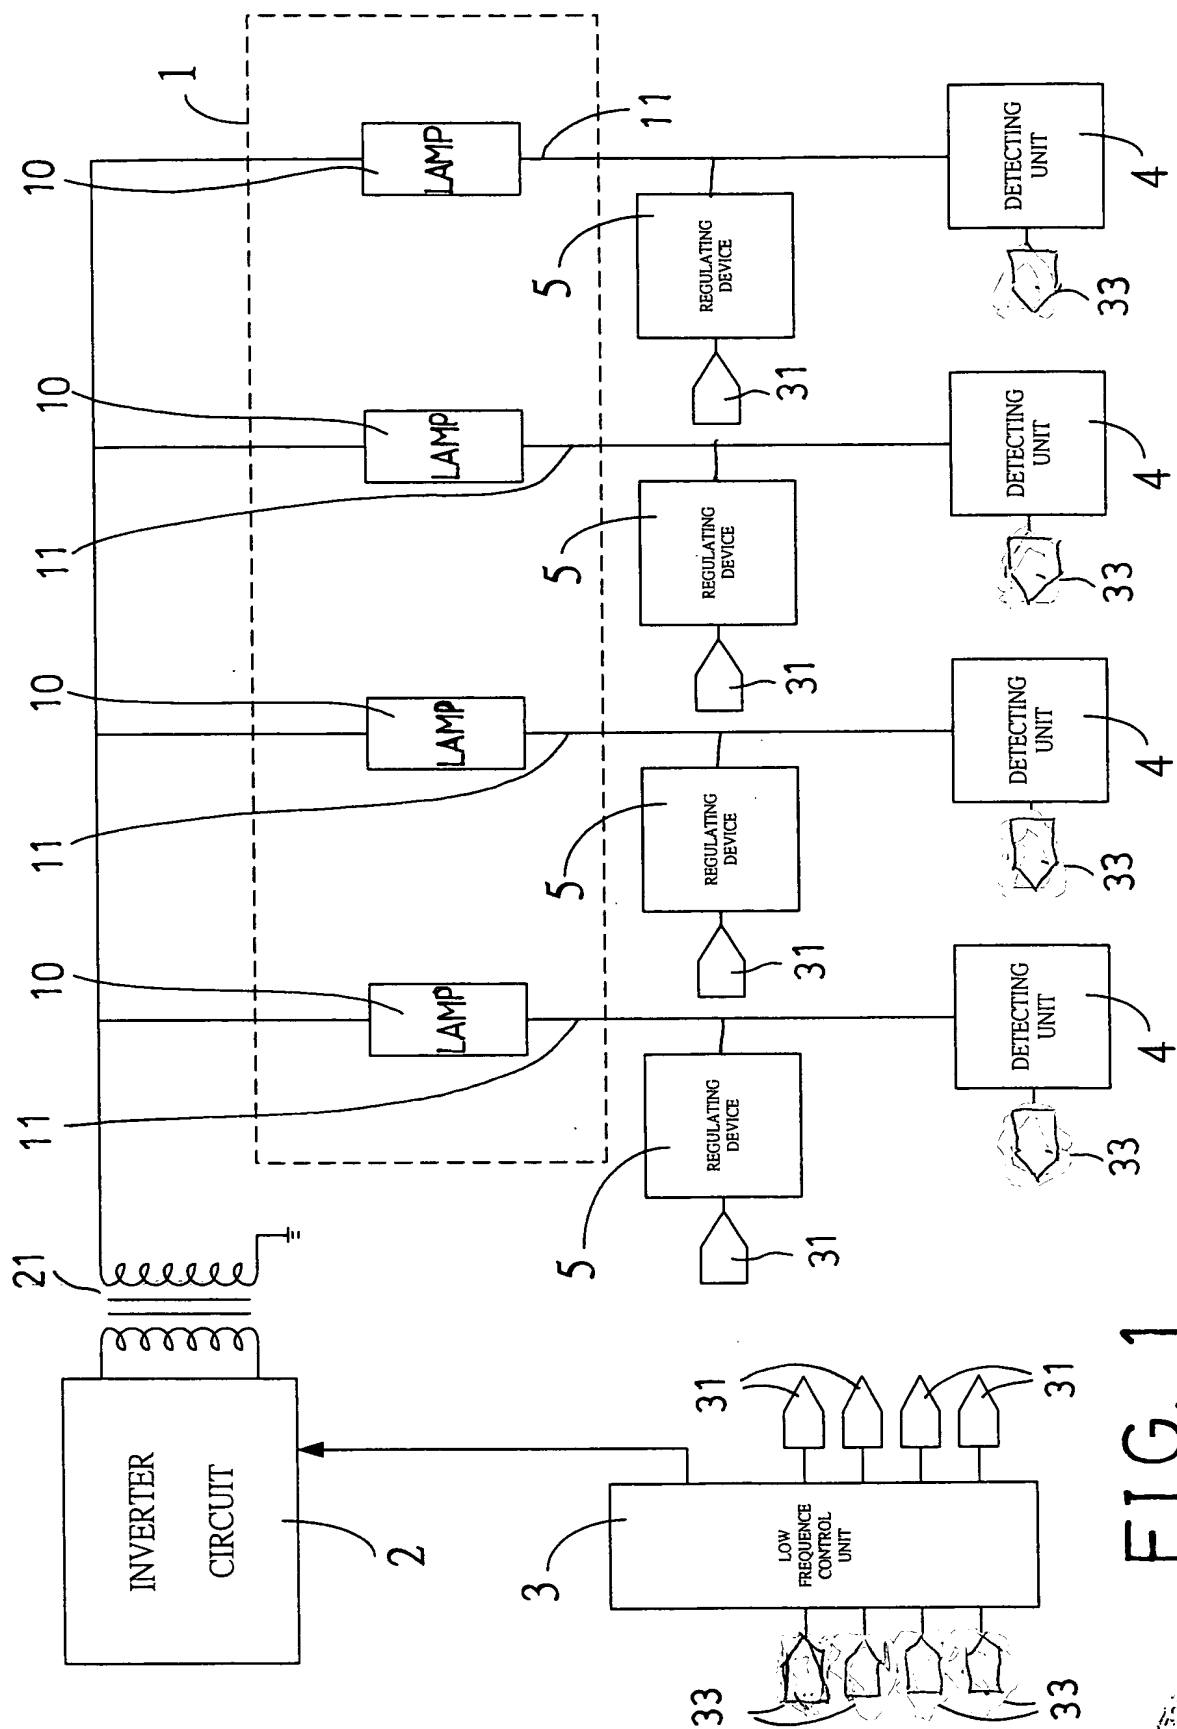 INVERTER
CIRCUIT
2
21
1
10
10
10
10
LAMP
LAMP
LAMP
LAMP
11
11
11
11
5
5
5
5
REGULATING
DEVICE
REGULATING
DEVICE
REGULATING
DEVICE
REGULATING
DEVICE
31
31
31
31
DETECTING
UNIT
DETECTING
UNIT
DETECTING
UNIT
DETECTING
UNIT
4
4
4
4
33
33
33
33
3
LOW
FREQUENCE
CONTROL
UNIT
31
31
33
33
FIG. 1